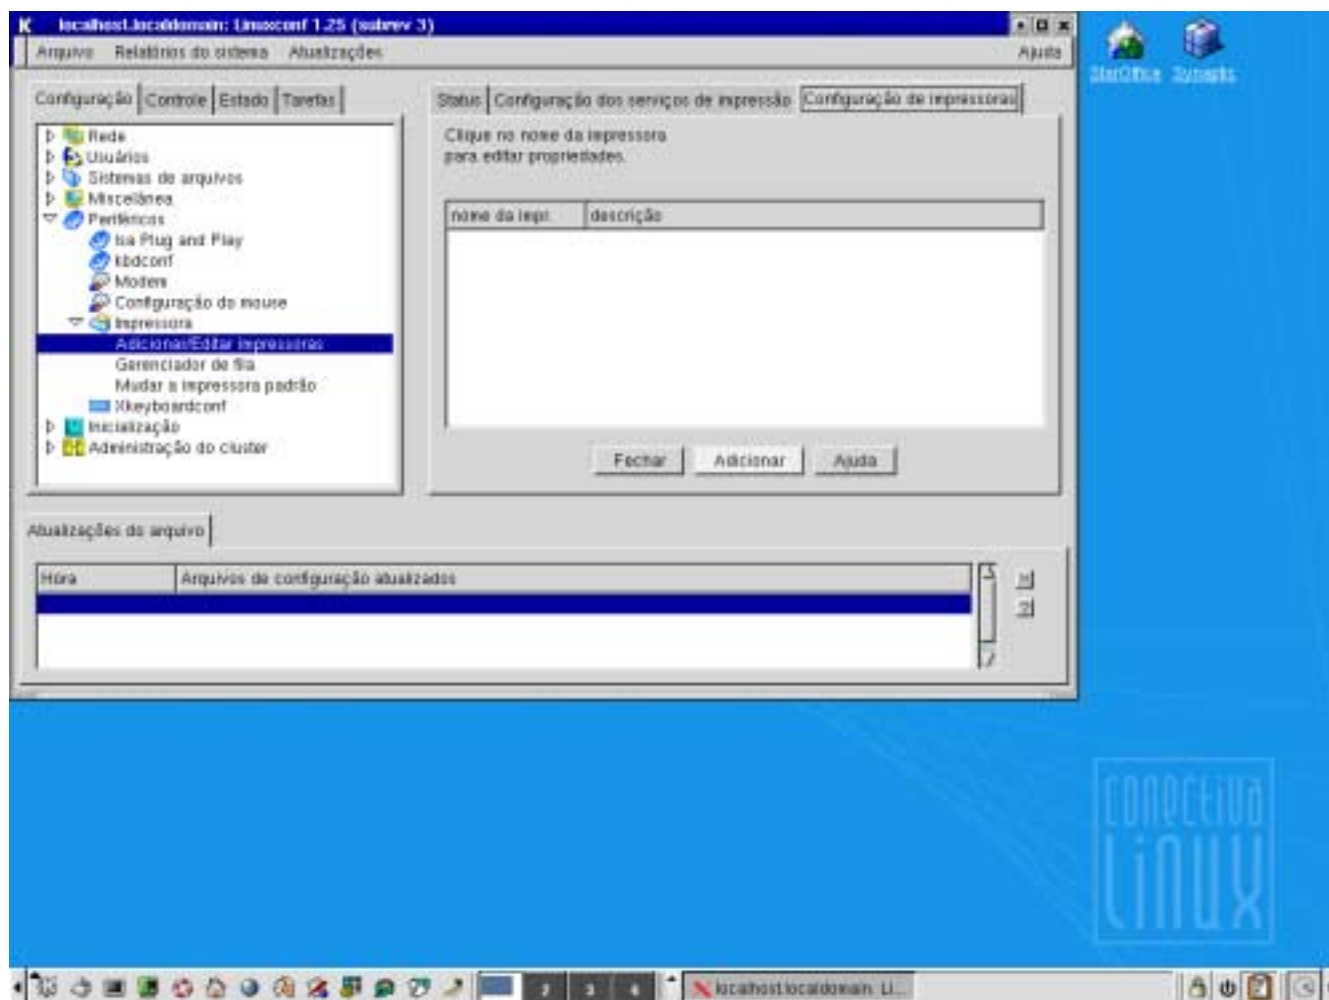 localhost.localdomain: Linuxconf 1.25 (subrev 3)
Arquivo Relatórios do sistema Atualizações Ajuda
StarOffice Synaptic
Configuração Controle Estado Tarefas
Status Configuração dos serviços de impressão Configuração de impressoras
Rede
Usuários
Sistemas de arquivos
Miscelânea
Periféricos
Isa Plug and Play
kbdconf
Modem
Configuração do mouse
Impressora
Adicionar/Editar impressoras
Gerenciador de fila
Mudar a impressora padrão
Xkeyboardconf
Inicialização
Administração do cluster
Clique no nome da impressora
para editar propriedades.
nome da impr. descrição
Fechar Adicionar Ajuda
Atualizações do arquivo
Hora Arquivos de configuração atualizados
conectiva
Linux
2 3 4 localhost.localdomain: Li...